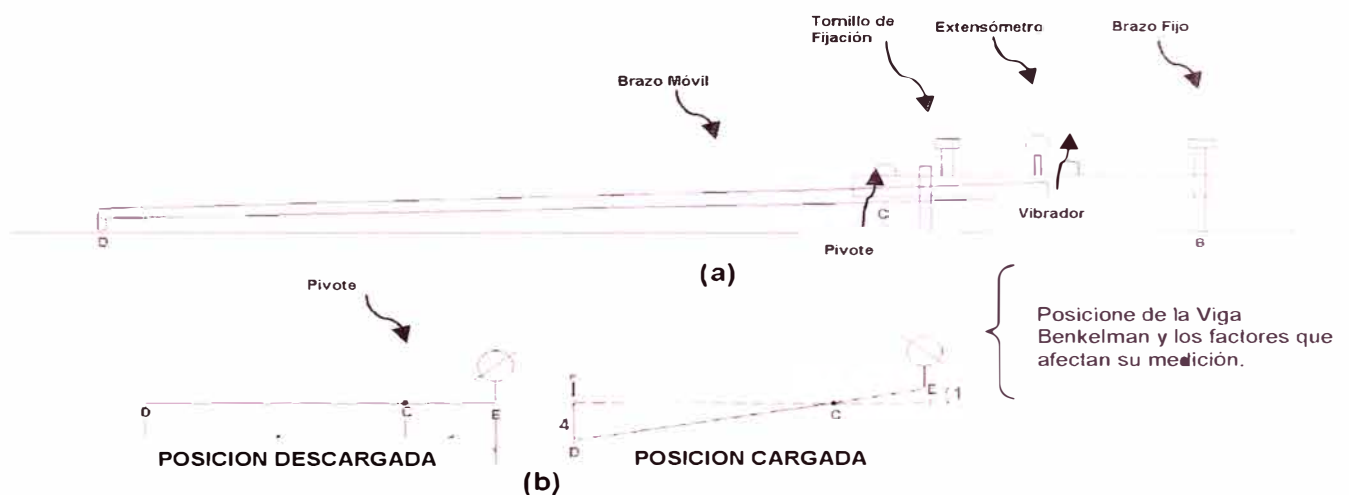 Tornillo de
Fijación
Extensómetro
Brazo Fijo
Brazo Móvil
C
Vibrador
D
Pivote
B
(a)
Pivote
Posicione de la Viga
Benkelman y los factores que
afectan su medición.
D
C
E
E
1
C
4
D
POSICION DESCARGADA
POSICION CARGADA
(b)